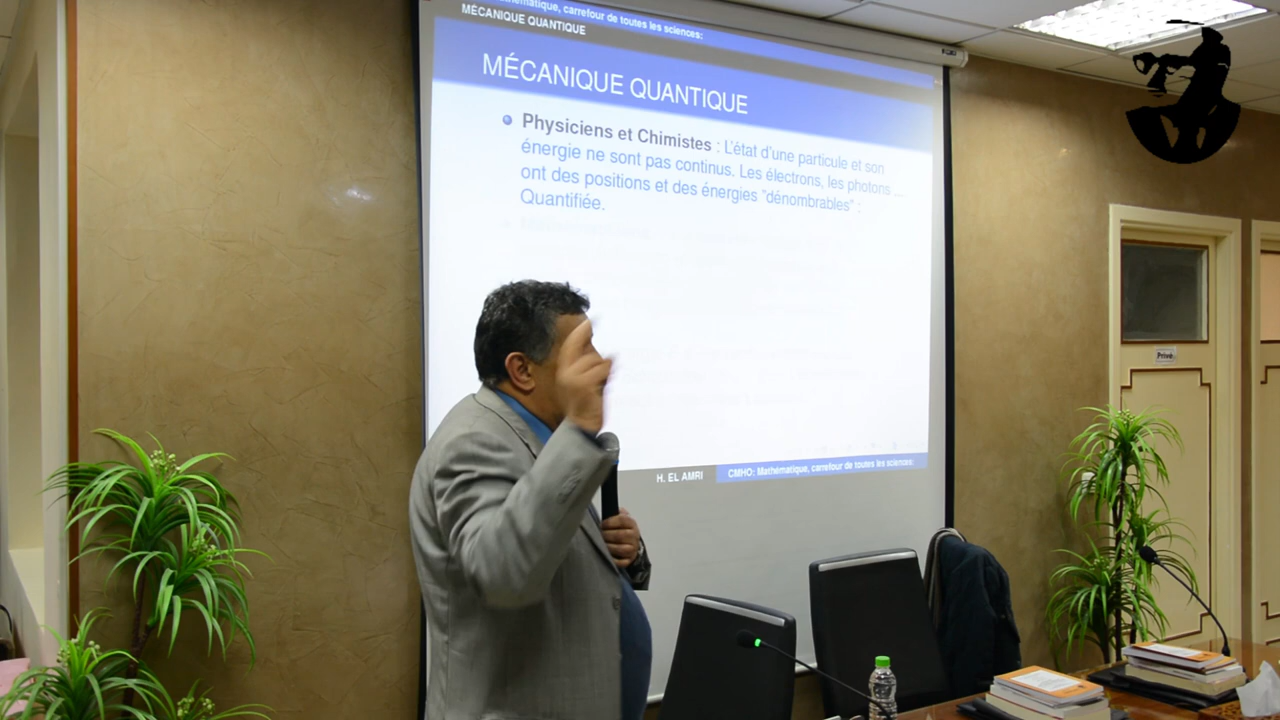 Mathématique, carrefour de toutes les sciences:
MÉCANIQUE QUANTIQUE
MÉCANIQUE QUANTIQUE
Physiciens et Chimistes : L'état d'une particule et son
énergie ne sont pas continus. Les électrons, les photons ....
ont des positions et des énergies "dénombrables" :
Quantifiée.
H. EL AMRI
CMHO: Mathématique, carrefour de toutes les sciences:
Privé